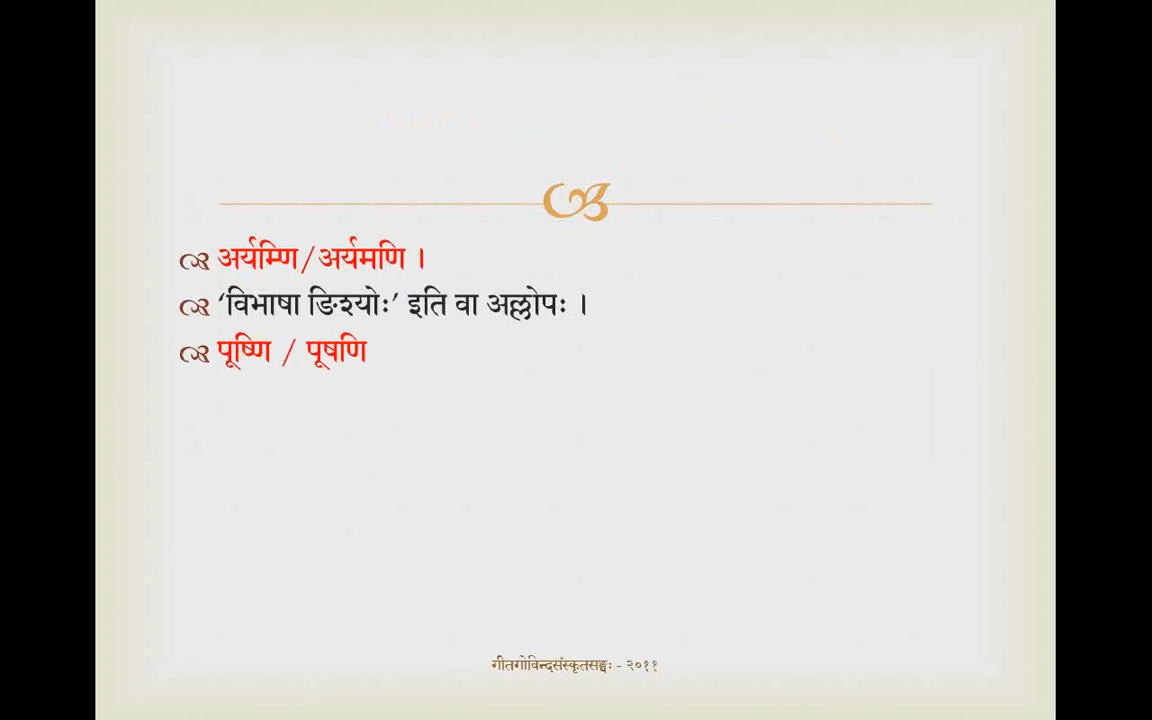 अर्यम्णि/अर्यमणि ।
‘विभाषा ङिश्योः’ इति वा अल्लोपः ।
पूष्णि / पूषणि
गीतगोविन्दसंस्कृतसङ्घः - २०११